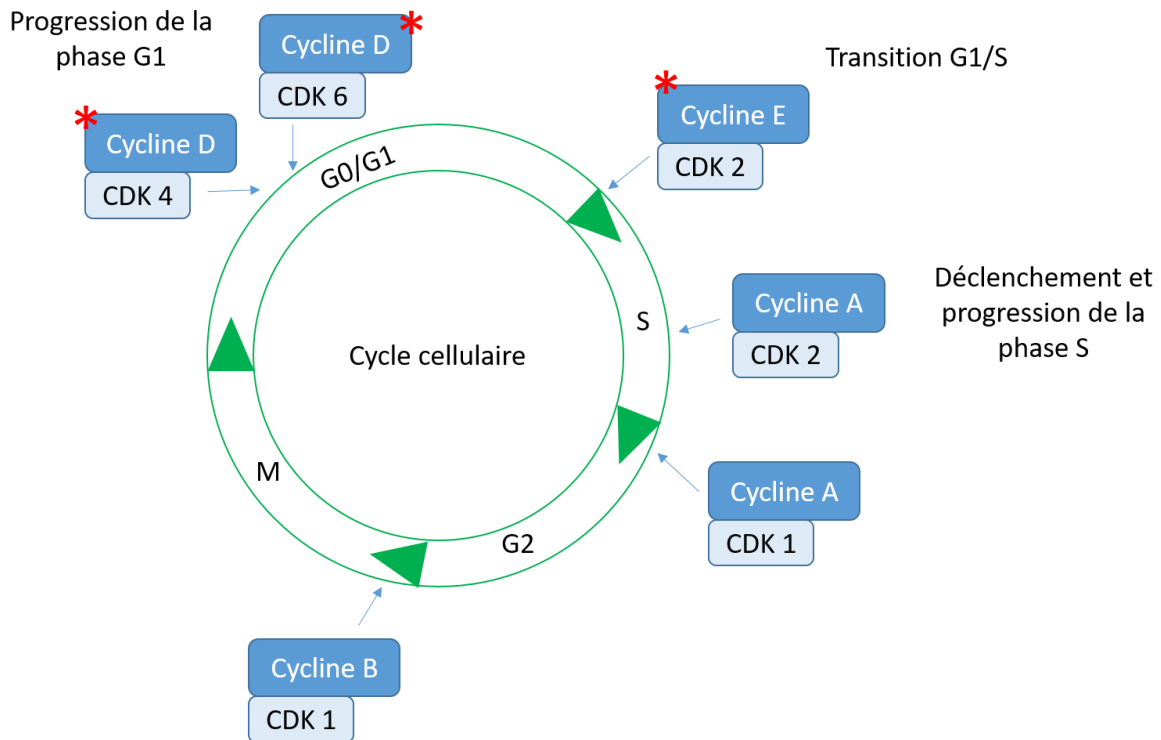 Progression de la
phase G1
Cycline D
*
CDK 6
Transition G1/S
*
Cycline D
CDK 4
*
Cycline E
CDK 2
G0/G1
Cycline A
CDK 2
Déclenchement et
progression de la
phase S
S
Cycle cellulaire
M
Cycline A
CDK 1
G2
Cycline B
CDK 1